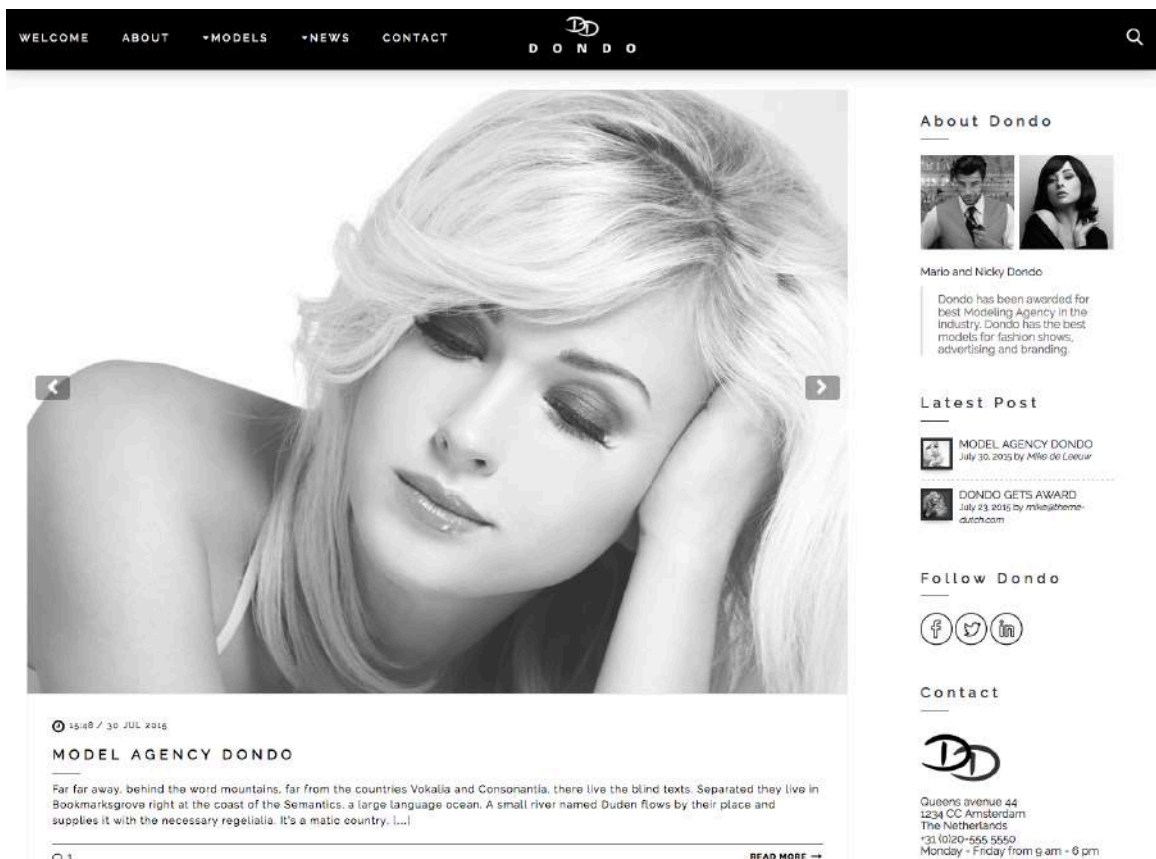 WELCOME ABOUT MODELS NEWS CONTACT
DD
DONDO
15:48 / 30 JUL 2015
MODEL AGENCY DONDO
Far far away, behind the word mountains, far from the countries Vokalia and Consonantia, there live the blind texts. Separated they live in
Bookmarksgrove right at the coast of the Semantics, a large language ocean. A small river named Duden flows by their place and
supplies it with the necessary regelialia. It's a matic country. [...]
1
READ MORE →
About Dondo
Mario and Nicky Dondo
Dondo has been awarded for
best Modeling Agency in the
industry. Dondo has the best
models for fashion shows,
advertising and branding.
Latest Post
MODEL AGENCY DONDO
July 30, 2015 by Mike de Leeuw
DONDO GETS AWARD
July 23, 2015 by mike@theme-
dutch.com
Follow Dondo
Contact
DD
Queens avenue 44
1234 CC Amsterdam
The Netherlands
+31 (0)20-555 5550
Monday - Friday from 9 am - 6 pm